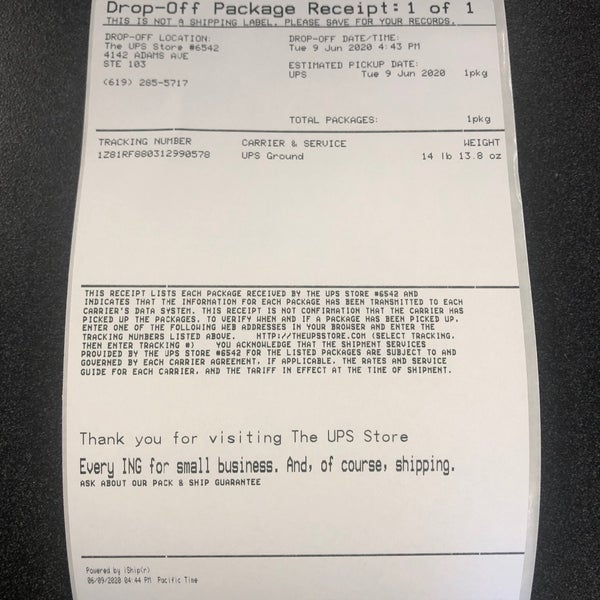 Drop-Off Package Receipt: 1 of 1
THIS IS NOT A SHIPPING LABEL. PLEASE SAVE FOR YOUR RECORDS.
DROP-OFF LOCATION:
The UPS Store #6542
4142 ADAMS AVE
STE 103
(619) 285-5717
DROP-OFF DATE/TIME:
Tue 9 Jun 2020 4:43 PM
ESTIMATED PICKUP DATE:
UPS Tue 9 Jun 2020 1pkg
TOTAL PACKAGES: 1pkg
TRACKING NUMBER CARRIER & SERVICE WEIGHT
1Z81RF880312990578 UPS Ground 14 lb 13.8 oz
THIS RECEIPT LISTS EACH PACKAGE RECEIVED BY THE UPS STORE #6542 AND
INDICATES THAT THE INFORMATION FOR EACH PACKAGE HAS BEEN TRANSMITTED TO EACH
CARRIER'S DATA SYSTEM. THIS RECEIPT IS NOT CONFIRMATION THAT THE CARRIER HAS
PICKED UP THE PACKAGES. TO VERIFY WHEN AND IF A PACKAGE HAS BEEN PICKED UP,
ENTER ONE OF THE FOLLOWING WEB ADDRESSES IN YOUR BROWSER AND ENTER THE
TRACKING NUMBERS LISTED ABOVE. HTTP://THEUPSSTORE.COM (SELECT TRACKING,
THEN ENTER TRACKING #) YOU ACKNOWLEDGE THAT THE SHIPMENT SERVICES
PROVIDED BY THE UPS STORE #6542 FOR THE LISTED PACKAGES ARE SUBJECT TO AND
GOVERNED BY EACH CARRIER AGREEMENT, IF APPLICABLE, THE RATES AND SERVICE
GUIDE FOR EACH CARRIER, AND THE TARIFF IN EFFECT AT THE TIME OF SHIPMENT.
Thank you for visiting The UPS Store
Every ING for small business. And, of course, shipping.
ASK ABOUT OUR PACK & SHIP GUARANTEE
Powered by iShip(r)
06/09/2020 04:44 PM Pacific Time